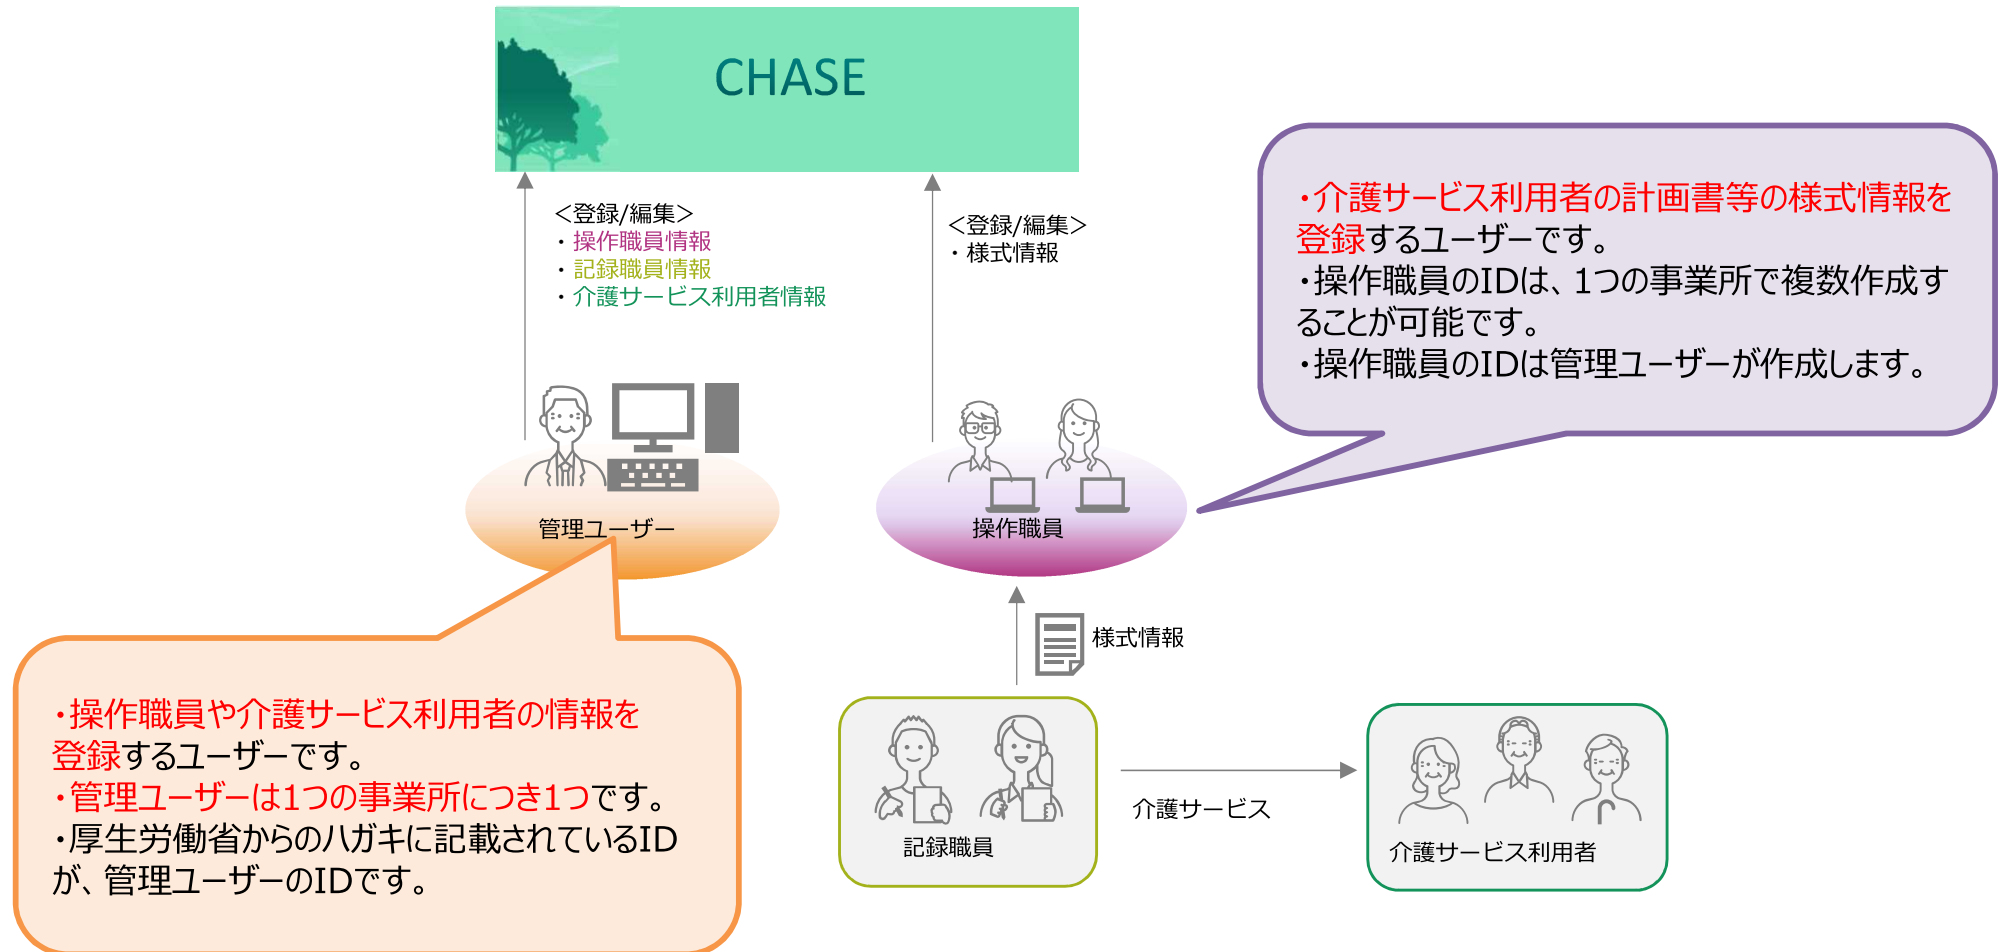 CHASE
＜登録/編集＞
・操作職員情報
・記録職員情報
・介護サービス利用者情報
＜登録/編集＞
・様式情報
・介護サービス利用者の計画書等の様式情報を
登録するユーザーです。
・操作職員のIDは、1つの事業所で複数作成す
ることが可能です。
・操作職員のIDは管理ユーザーが作成します。
管理ユーザー
操作職員
様式情報
・操作職員や介護サービス利用者の情報を
登録するユーザーです。
・管理ユーザーは1つの事業所につき1つです。
・厚生労働省からのハガキに記載されているID
が、管理ユーザーのIDです。
記録職員
介護サービス
介護サービス利用者